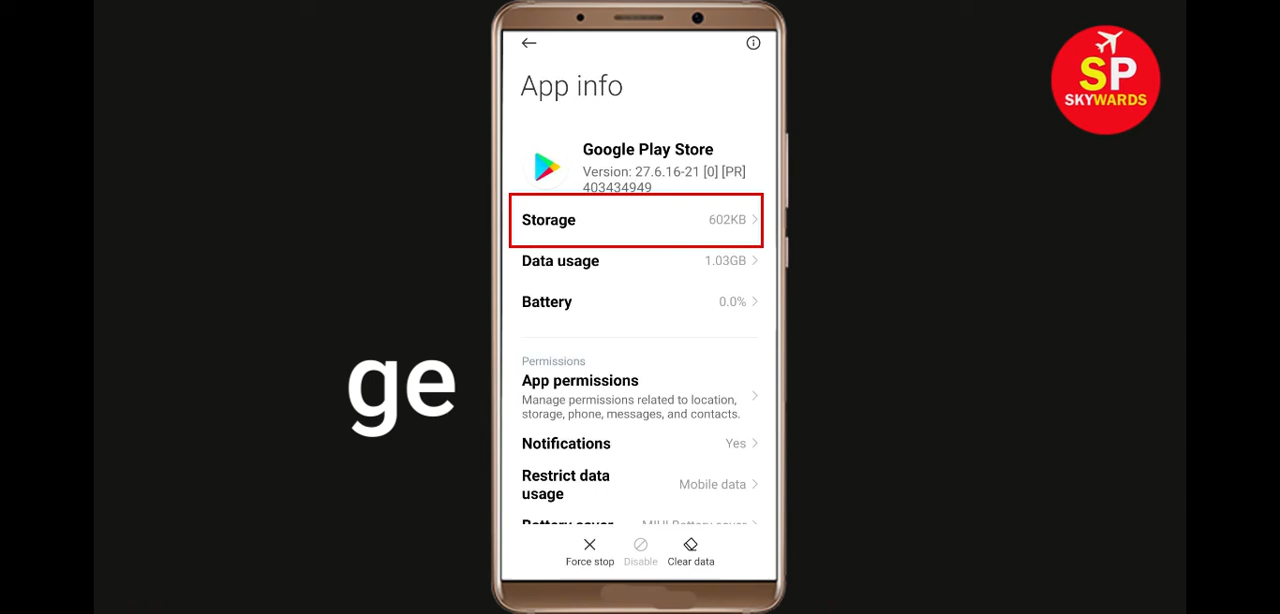 SP
SKYWARDS
App info
Google Play Store
Version: 27.6.16-21 [0] [PR]
403434949
Storage 602KB
Data usage 1.03GB
Battery 0.0%
Permissions
App permissions
Manage permissions related to location,
storage, phone, messages, and contacts.
Notifications Yes
Restrict data
usage
Mobile data
Battery saver MIUI Battery saver
Force stop Disable Clear data
ge